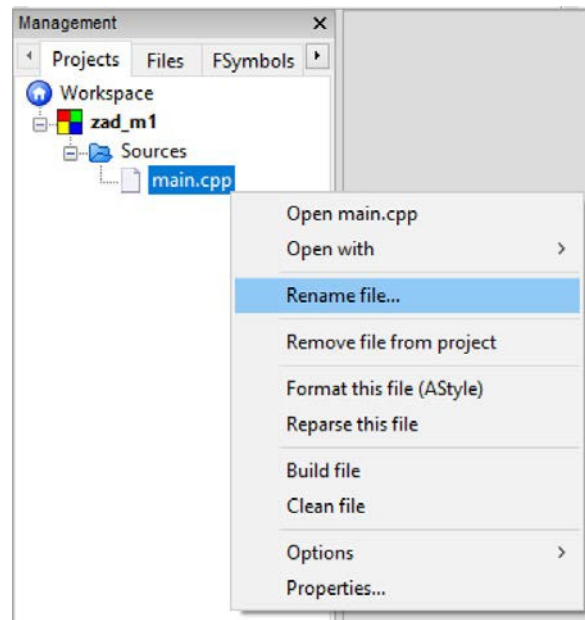 Management
Projects Files FSymbols
Workspace
zad_m1
Sources
main.cpp
Open main.cpp
Open with
Rename file...
Remove file from project
Format this file (AStyle)
Reparse this file
Build file
Clean file
Options
Properties...